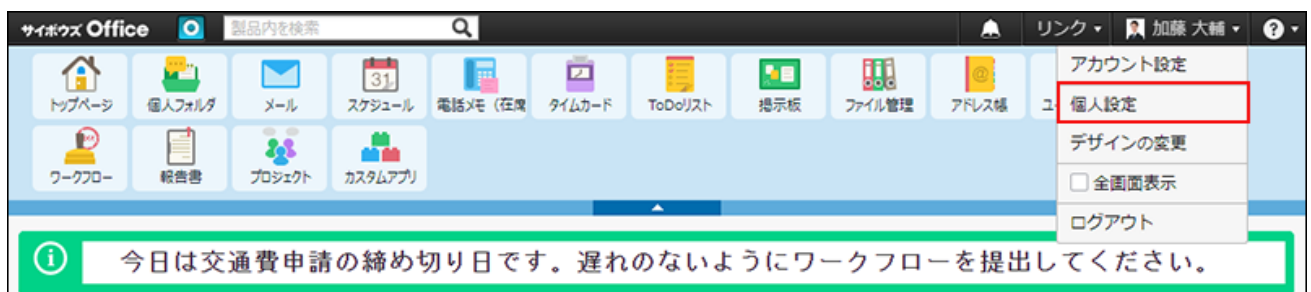 サイボウズ Office 製品内を検索 リンク 加藤 大輔
アカウント設定
個人設定
デザインの変更
全画面表示
ログアウト
トップページ 個人フォルダ メール スケジュール 電話メモ（在席 タイムカード ToDoリスト 掲示板 ファイル管理 アドレス帳 ユ
ワークフロー 報告書 プロジェクト カスタムアプリ
今日は交通費申請の締め切り日です。遅れのないようにワークフローを提出してください。